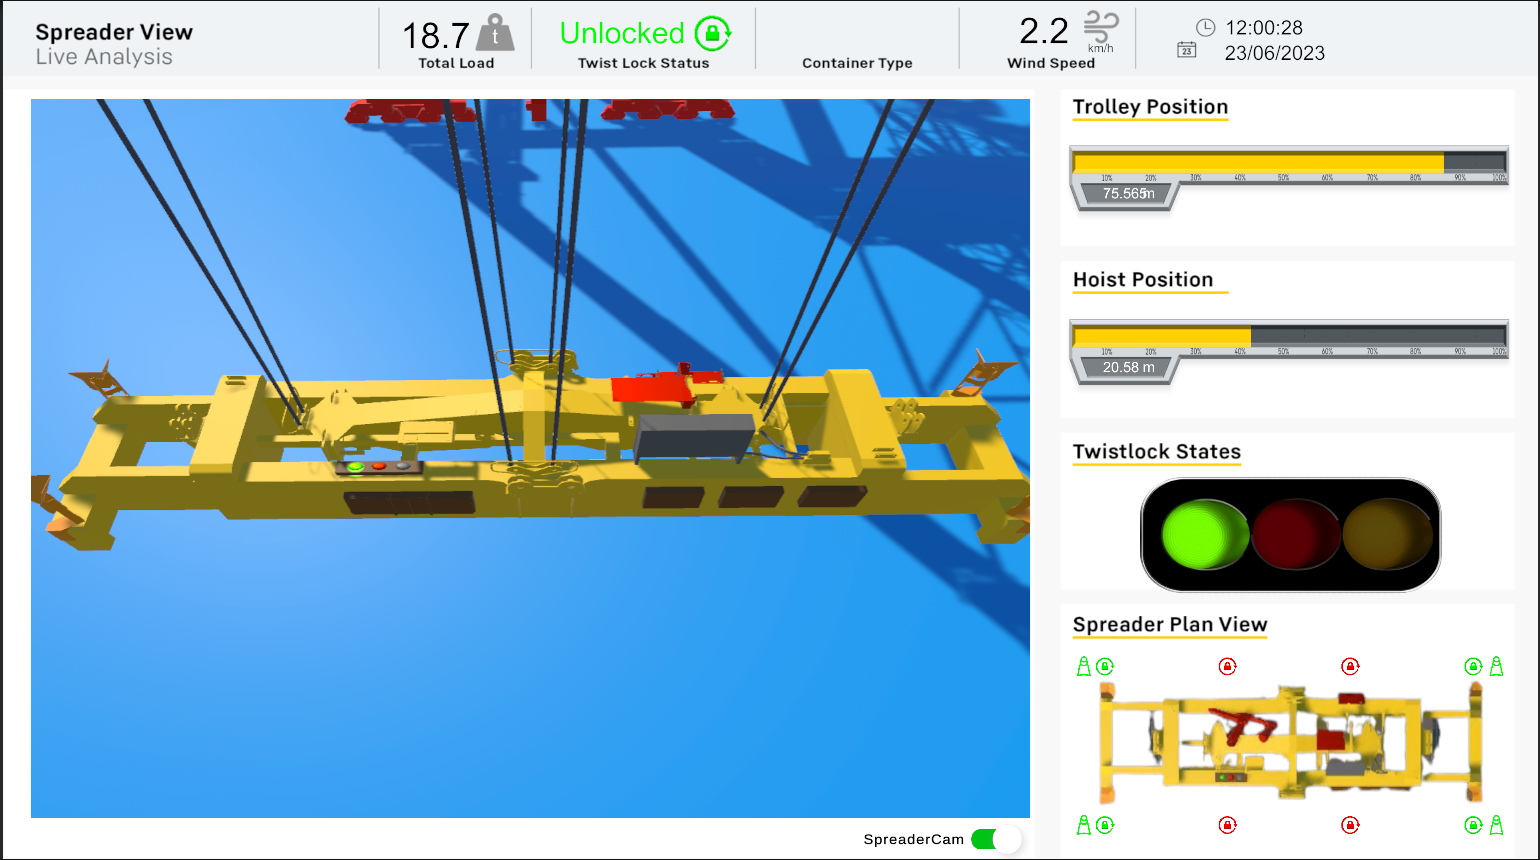 Spreader View
Live Analysis
18.7 t
Total Load
Unlocked
Twist Lock Status
Container Type
2.2 km/h
Wind Speed
12:00:28
23
23/06/2023
Trolley Position
10% 20% 30% 40% 50% 60% 70% 80% 90% 100%
75.565m
Hoist Position
10% 20% 30% 40% 50% 60% 70% 80% 90% 100%
20.58 m
Twistlock States
Spreader Plan View
SpreaderCam